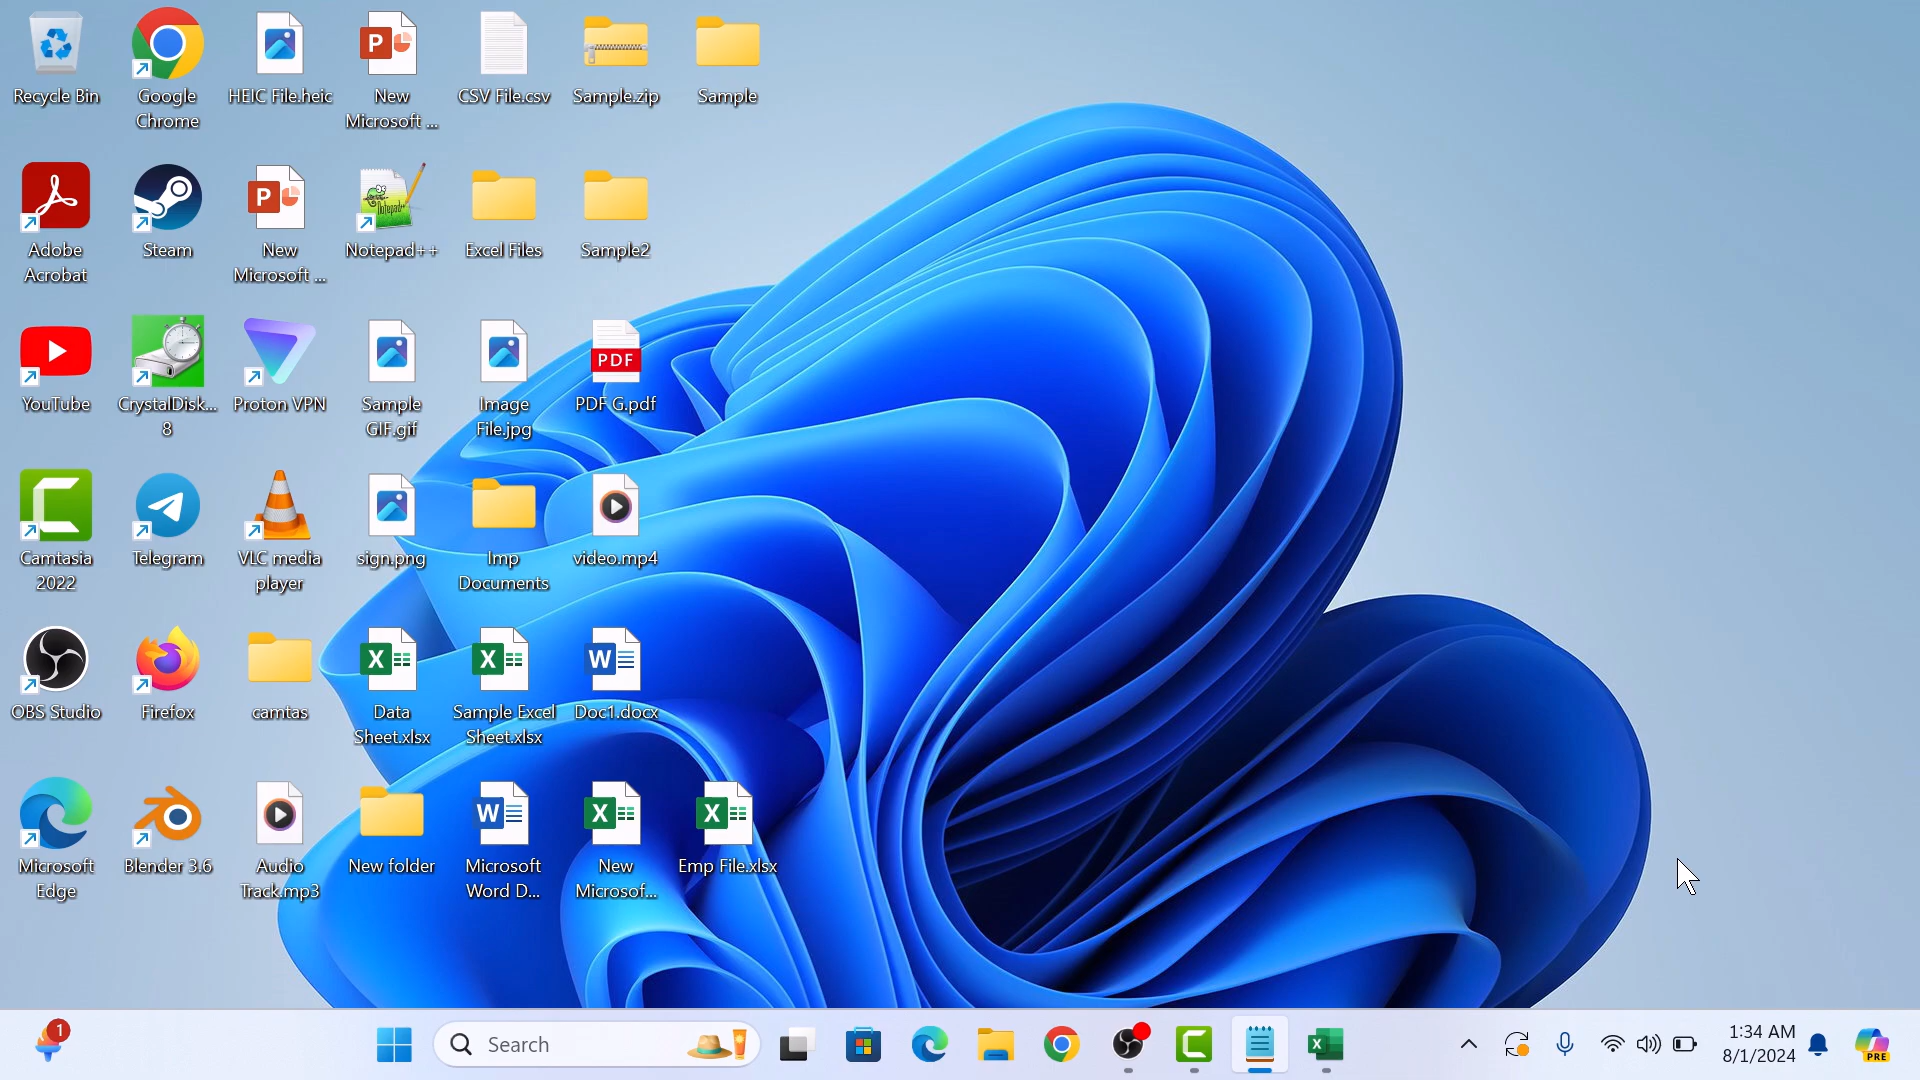 Recycle Bin
Google
Chrome
HEIC File.heic
P
New
Microsoft ...
CSV File.csv
Sample.zip
Sample
Adobe
Acrobat
Steam
P
New
Microsoft ...
Notepad++
Notepad++
Excel Files
Sample2
YouTube
CrystalDisk...
8
Proton VPN
Sample
GIF.gif
Image
File.jpg
PDF
PDF G.pdf
Camtasia
2022
Telegram
VLC media
player
sign.png
Imp
Documents
video.mp4
OBS Studio
Firefox
camtas
X
Data
Sheet.xlsx
X
Sample Excel
Sheet.xlsx
W
Doc1.docx
Microsoft
Edge
Blender 3.6
Audio
Track.mp3
New folder
W
Microsoft
Word D...
X
New
Microsof...
X
Emp File.xlsx
1
Search
X
1:34 AM
8/1/2024
PRE